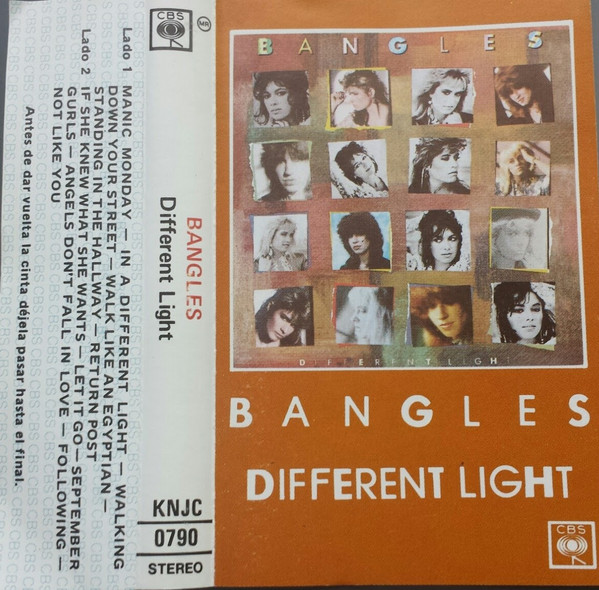 Lado 1 MANIC MONDAY — IN A DIFFERENT LIGHT — WALKING
DOWN YOUR STREET — WALK LIKE AN EGYPTIAN —
STANDING IN THE HALLWAY — RETURN POST
Lado 2 IF SHE KNEW WHAT SHE WANTS — LET IT GO — SEPTEMBER
GURLS — ANGELS DONT FALL IN LOVE — FOLLOWING —
NOT LIKE YOU
Antes de dar vuelta la cinta déjela pasar hasta el final.
CBS
MR
BANGLES
Different Light
KNJC
0790
STEREO
BANGLES
DIFFERENT LIGHT
BANGLES
DIFFERENT LIGHT
CBS